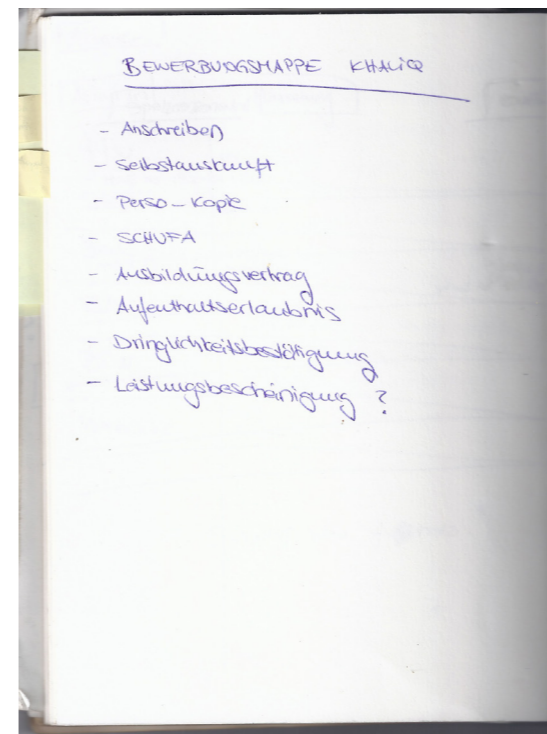 BEWERBUNGSMAPPE KHALIQ
- Anschreiben
- Selbstauskunft
- Perso-Kopie
- SCHUFA
- Ausbildungsvertrag
- Aufenthaltserlaubnis
- Dringlichkeitsbestätigung
- Leistungsbescheinigung ?